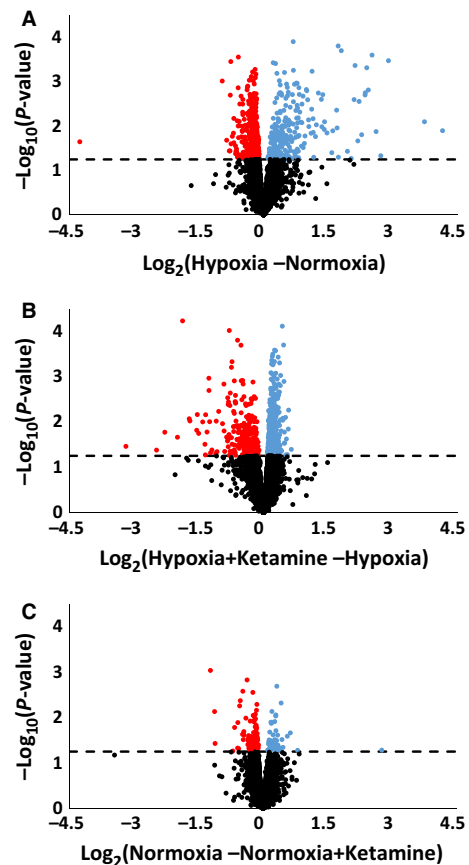 A
–Log10(P-value)
4
3
2
1
0
–4.5 –3 –1.5 0 1.5 3 4.5
Log2(Hypoxia –Normoxia)
B
–Log10(P-value)
4
3
2
1
0
–4.5 –3 –1.5 0 1.5 3 4.5
Log2(Hypoxia+Ketamine –Hypoxia)
C
–Log10(P-value)
4
3
2
1
0
–4.5 –3 –1.5 0 1.5 3 4.5
Log2(Normoxia –Normoxia+Ketamine)